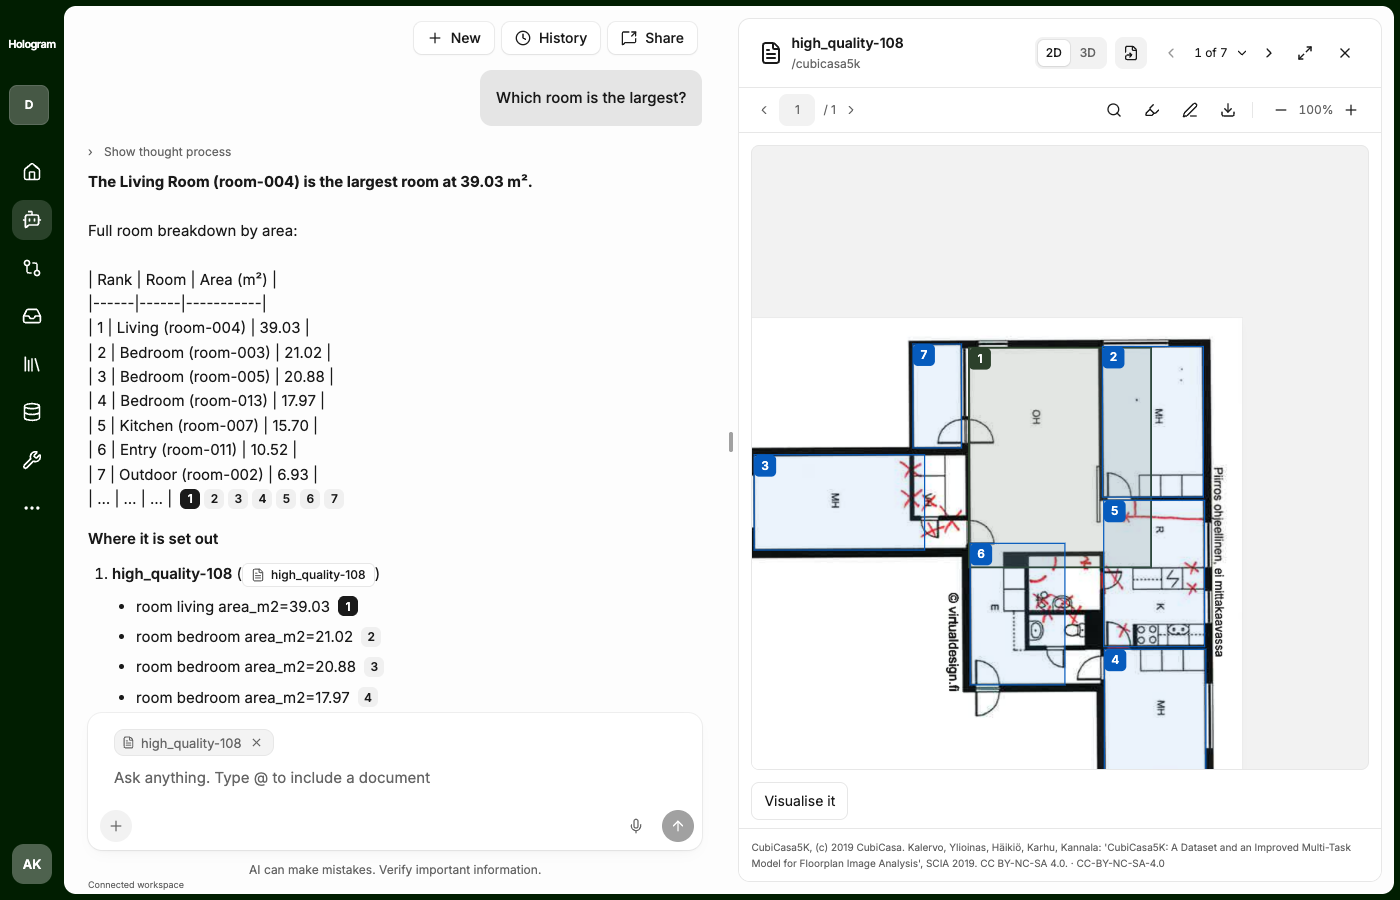 Hologram
D
AK
New
History
Share
Which room is the largest?
Show thought process
The Living Room (room-004) is the largest room at 39.03 m².
Full room breakdown by area:
| Rank | Room | Area (m²) |
|------|------|-----------|
| 1 | Living (room-004) | 39.03 |
| 2 | Bedroom (room-003) | 21.02 |
| 3 | Bedroom (room-005) | 20.88 |
| 4 | Bedroom (room-013) | 17.97 |
| 5 | Kitchen (room-007) | 15.70 |
| 6 | Entry (room-011) | 10.52 |
| 7 | Outdoor (room-002) | 6.93 |
| ... | ... | ... | 1 2 3 4 5 6 7
Where it is set out
1. high_quality-108 ( high_quality-108 )
• room living area_m2=39.03 1
• room bedroom area_m2=21.02 2
• room bedroom area_m2=20.88 3
• room bedroom area_m2=17.97 4
high_quality-108
Ask anything. Type @ to include a document
AI can make mistakes. Verify important information.
Connected workspace
high_quality-108
/cubicasa5k
2D 3D
1 of 7
1 / 1
100%
7
1
2
OH
MH
3
MH
5
R
6
E
K
4
MH
Piirros ohjeellinen, ei mittakaavassa
© virtualdesign.fi
Visualise it
CubiCasa5K, (c) 2019 CubiCasa. Kalervo, Ylioinas, Häikiö, Karhu, Kannala: 'CubiCasa5K: A Dataset and an Improved Multi-Task
Model for Floorplan Image Analysis', SCIA 2019. CC BY-NC-SA 4.0. · CC-BY-NC-SA-4.0